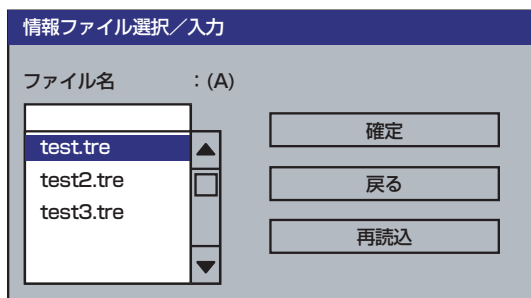 情報ファイル選択／入力
ファイル名　：(A)
確定
test.tre
test2.tre
戻る
test3.tre
再読込